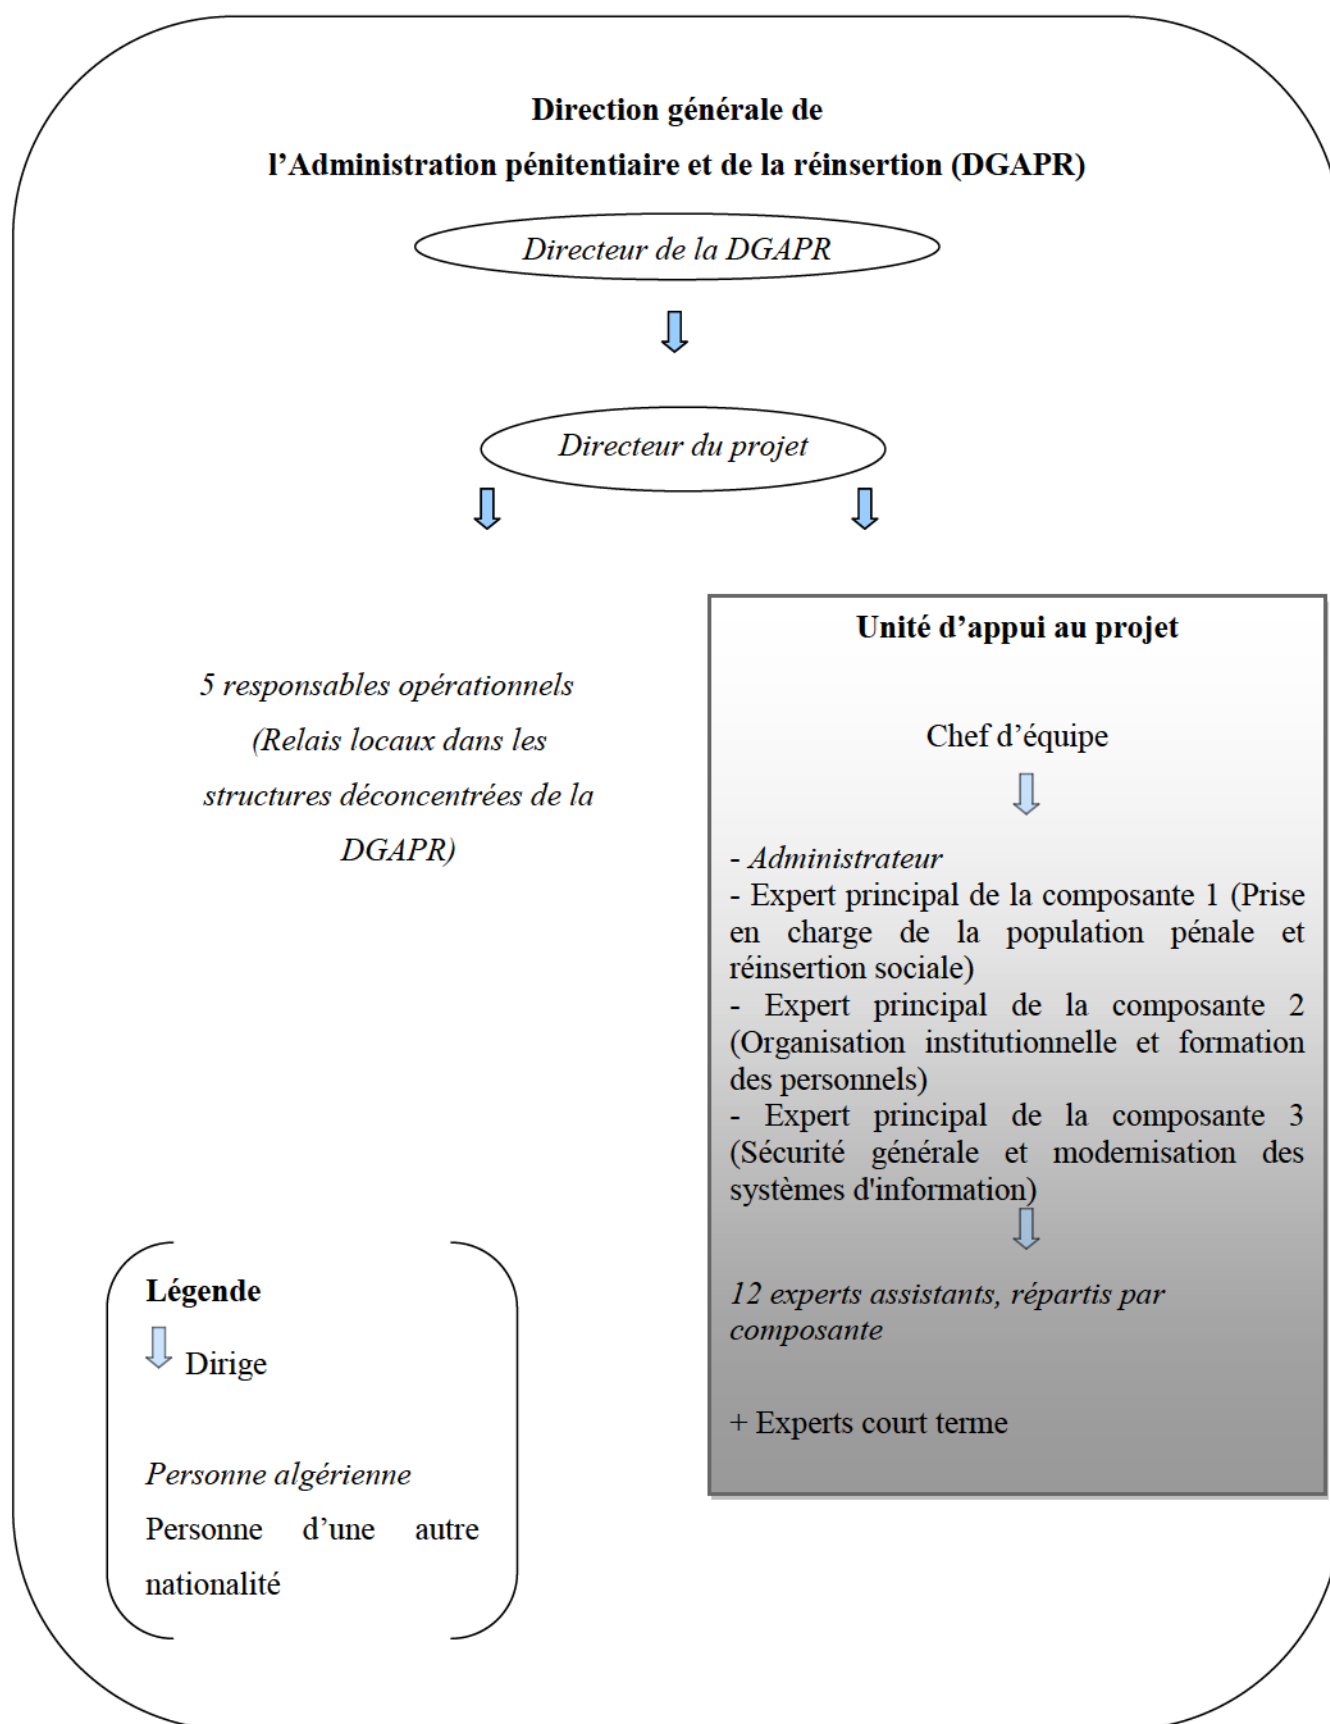 Direction générale de
l’Administration pénitentiaire et de la réinsertion (DGAPR)
Directeur de la DGAPR
Directeur du projet
5 responsables opérationnels
(Relais locaux dans les
structures déconcentrées de la
DGAPR)
Unité d’appui au projet
Chef d’équipe
- Administrateur
- Expert principal de la composante 1 (Prise
en charge de la population pénale et
réinsertion sociale)
- Expert principal de la composante 2
(Organisation institutionnelle et formation
des personnels)
- Expert principal de la composante 3
(Sécurité générale et modernisation des
systèmes d'information)
12 experts assistants, répartis par
composante
+ Experts court terme
Légende
Dirige
Personne algérienne
Personne d’une autre
nationalité